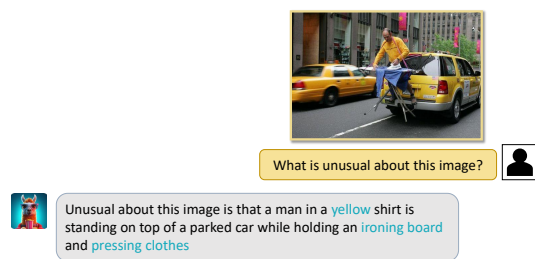 What is unusual about this image?
Unusual about this image is that a man in a yellow shirt is
standing on top of a parked car while holding an ironing board
and pressing clothes